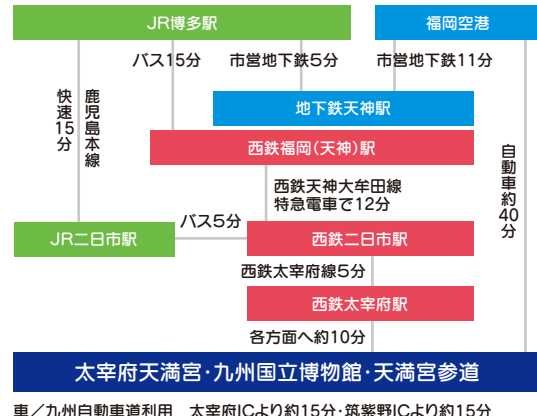 JR博多駅
福岡空港
バス15分
市営地下鉄5分
市営地下鉄11分
快速15分
鹿児島本線
地下鉄天神駅
西鉄福岡(天神)駅
自動車約40分
西鉄天神大牟田線
特急電車で12分
バス5分
JR二日市駅
西鉄二日市駅
西鉄太宰府線5分
西鉄太宰府駅
各方面へ約10分
太宰府天満宮・九州国立博物館・天満宮参道
車／九州自動車道利用 太宰府ICより約15分・筑紫野ICより約15分